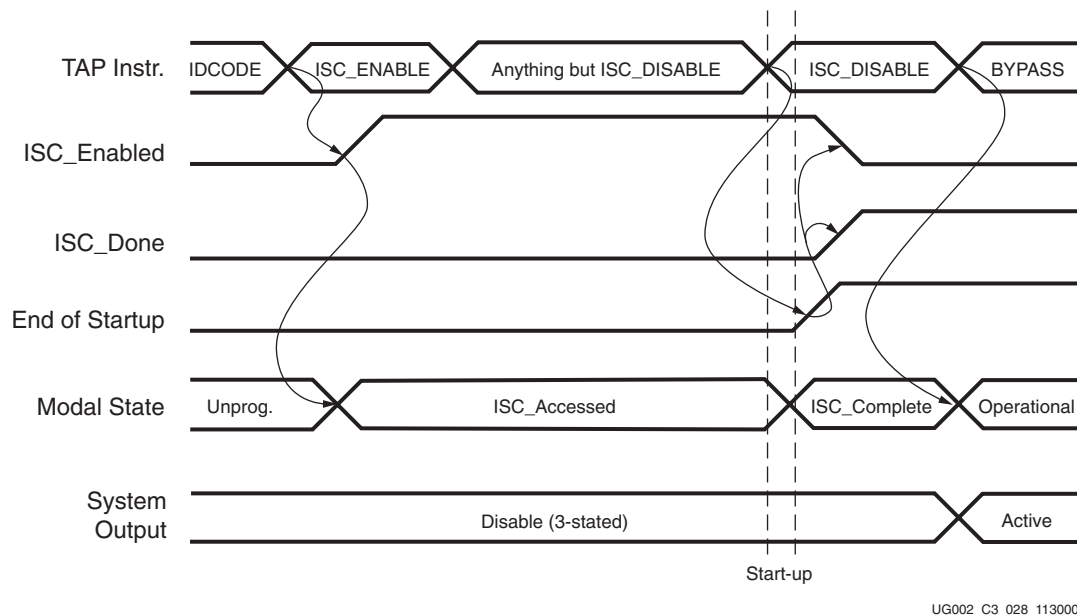 TAP Instr.
IDCODE
ISC_ENABLE
Anything but ISC_DISABLE
ISC_DISABLE
BYPASS
ISC_Enabled
ISC_Done
End of Startup
Modal State
Unprog.
ISC_Accessed
ISC_Complete
Operational
System
Output
Disable (3-stated)
Active
Start-up
UG002_C3_028_113000